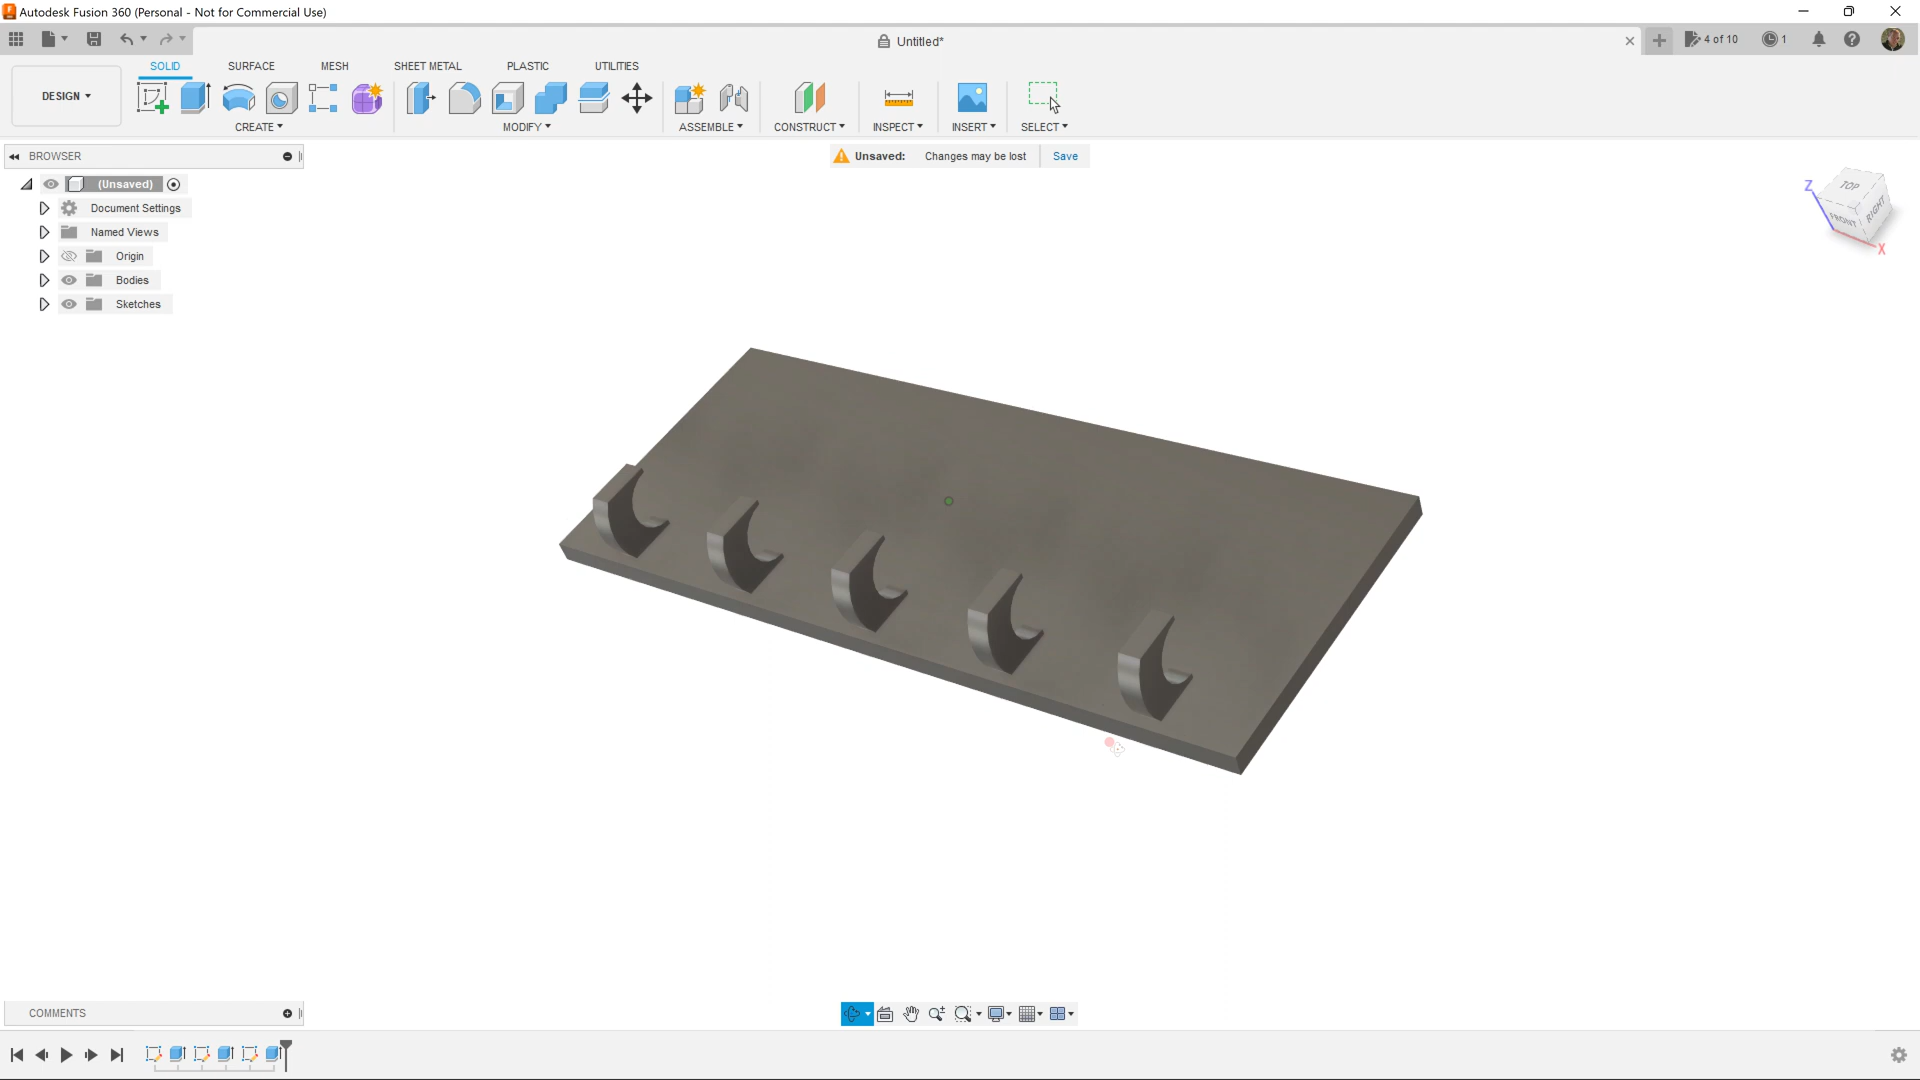 Autodesk Fusion 360 (Personal - Not for Commercial Use)
Untitled*
4 of 10
1
DESIGN
SOLID
SURFACE
MESH
SHEET METAL
PLASTIC
UTILITIES
CREATE
MODIFY
ASSEMBLE
CONSTRUCT
INSPECT
INSERT
SELECT
BROWSER
Unsaved: Changes may be lost Save
(Unsaved)
Document Settings
Named Views
Origin
Bodies
Sketches
Z
TOP
FRONT
RIGHT
X
COMMENTS